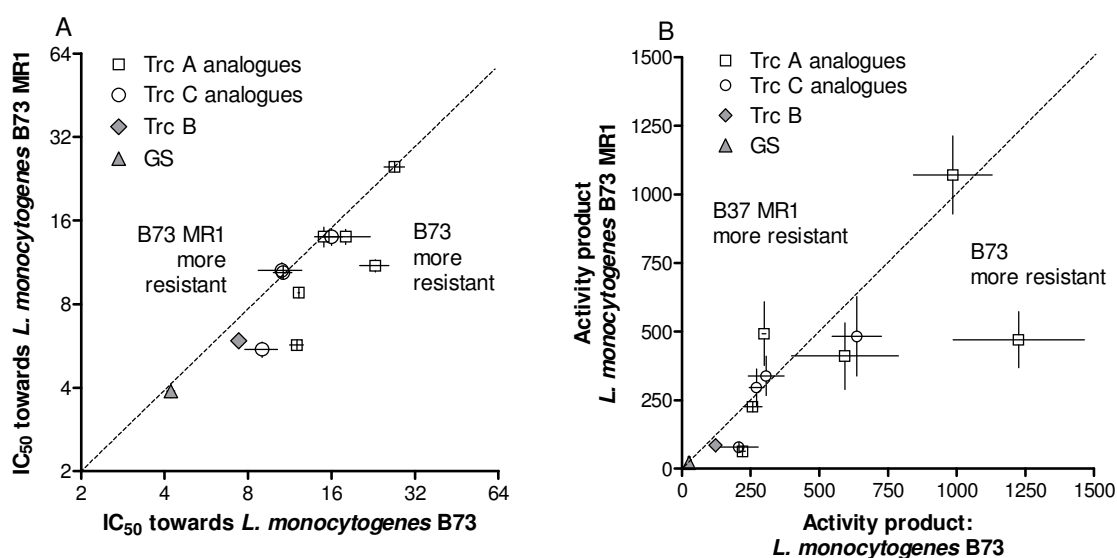 A
IC50 towards L. monocytogenes B73 MR1
64
32
16
8
4
2
Trc A analogues
Trc C analogues
Trc B
GS
B73 MR1
more
resistant
B73
more
resistant
2
4
8
16
32
64
IC50 towards L. monocytogenes B73
B
Activity product
L. monocytogenes B73 MR1
1500
1250
1000
750
500
250
0
Trc A analogues
Trc C analogues
Trc B
GS
B37 MR1
more resistant
B73
more resistant
0
250
500
750
1000
1250
1500
Activity product:
L. monocytogenes B73